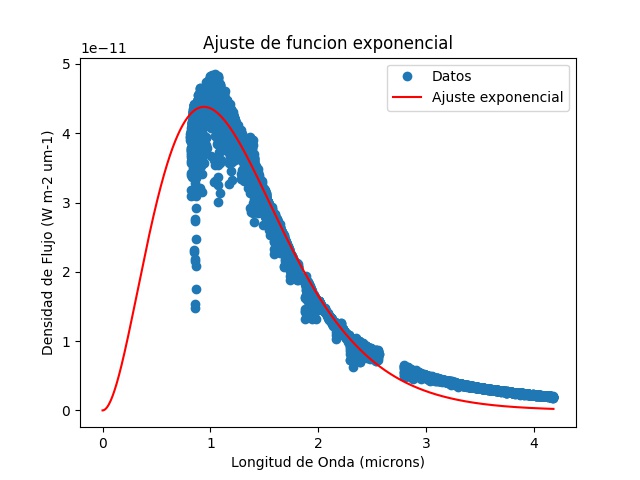 Ajuste de funcion exponencial
1e−11
Datos
Ajuste exponencial
5
4
3
2
1
0
Densidad de Flujo (W m-2 um-1)
0 1 2 3 4
Longitud de Onda (microns)